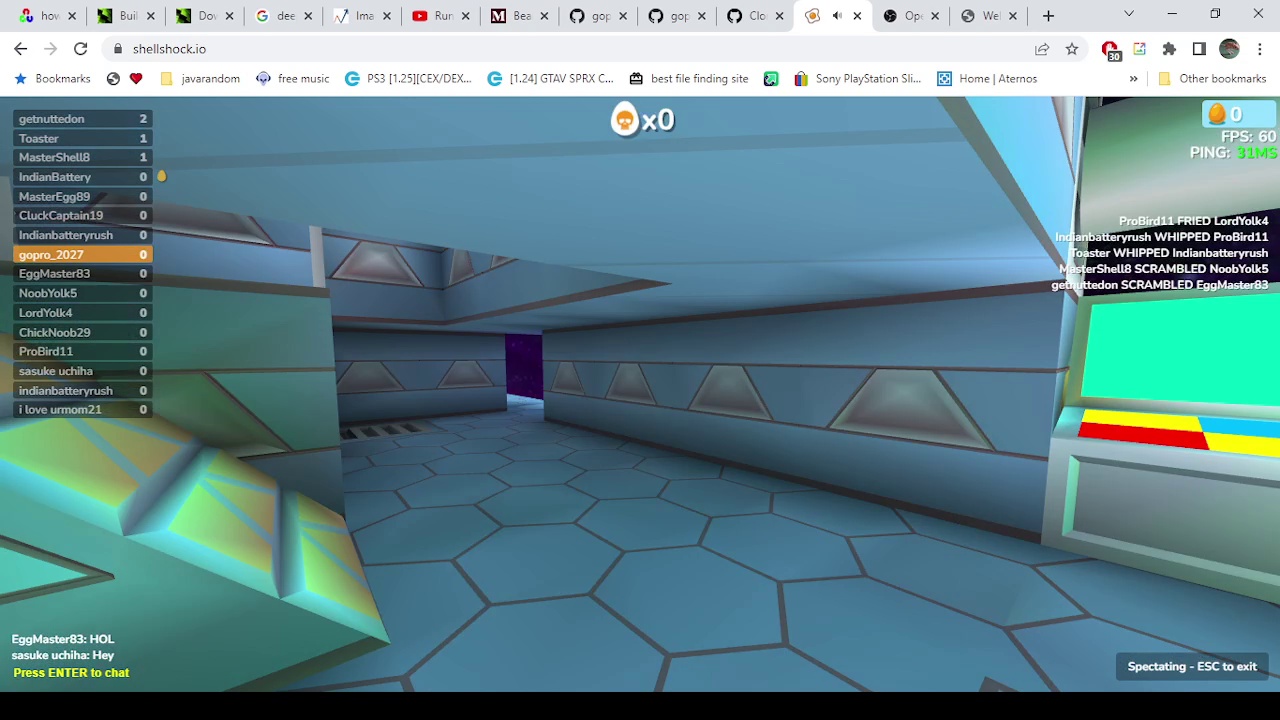 how
Buil
Dov
dee
Ima
Run
Bea
gop
gop
Clo
Ope
Wel
shellshock.io
30
Bookmarks
javarandom
free music
PS3 [1.25][CEX/DEX...
[1.24] GTAV SPRX C...
best file finding site
Sony PlayStation Sli...
Home | Aternos
»
Other bookmarks
getnuttedon 2
Toaster 1
MasterShell8 1
IndianBattery 0
MasterEgg89 0
CluckCaptain19 0
Indianbatteryrush 0
gopro_2027 0
EggMaster83 0
NoobYolk5 0
LordYolk4 0
ChickNoob29 0
ProBird11 0
sasuke uchiha 0
indianbatteryrush 0
i love urmom21 0
x0
0
FPS: 60
PING: 31MS
ProBird11 FRIED LordYolk4
Indianbatteryrush WHIPPED ProBird11
Toaster WHIPPED Indianbatteryrush
MasterShell8 SCRAMBLED NoobYolk5
getnuttedon SCRAMBLED EggMaster83
EggMaster83: HOL
sasuke uchiha: Hey
Press ENTER to chat
Spectating - ESC to exit